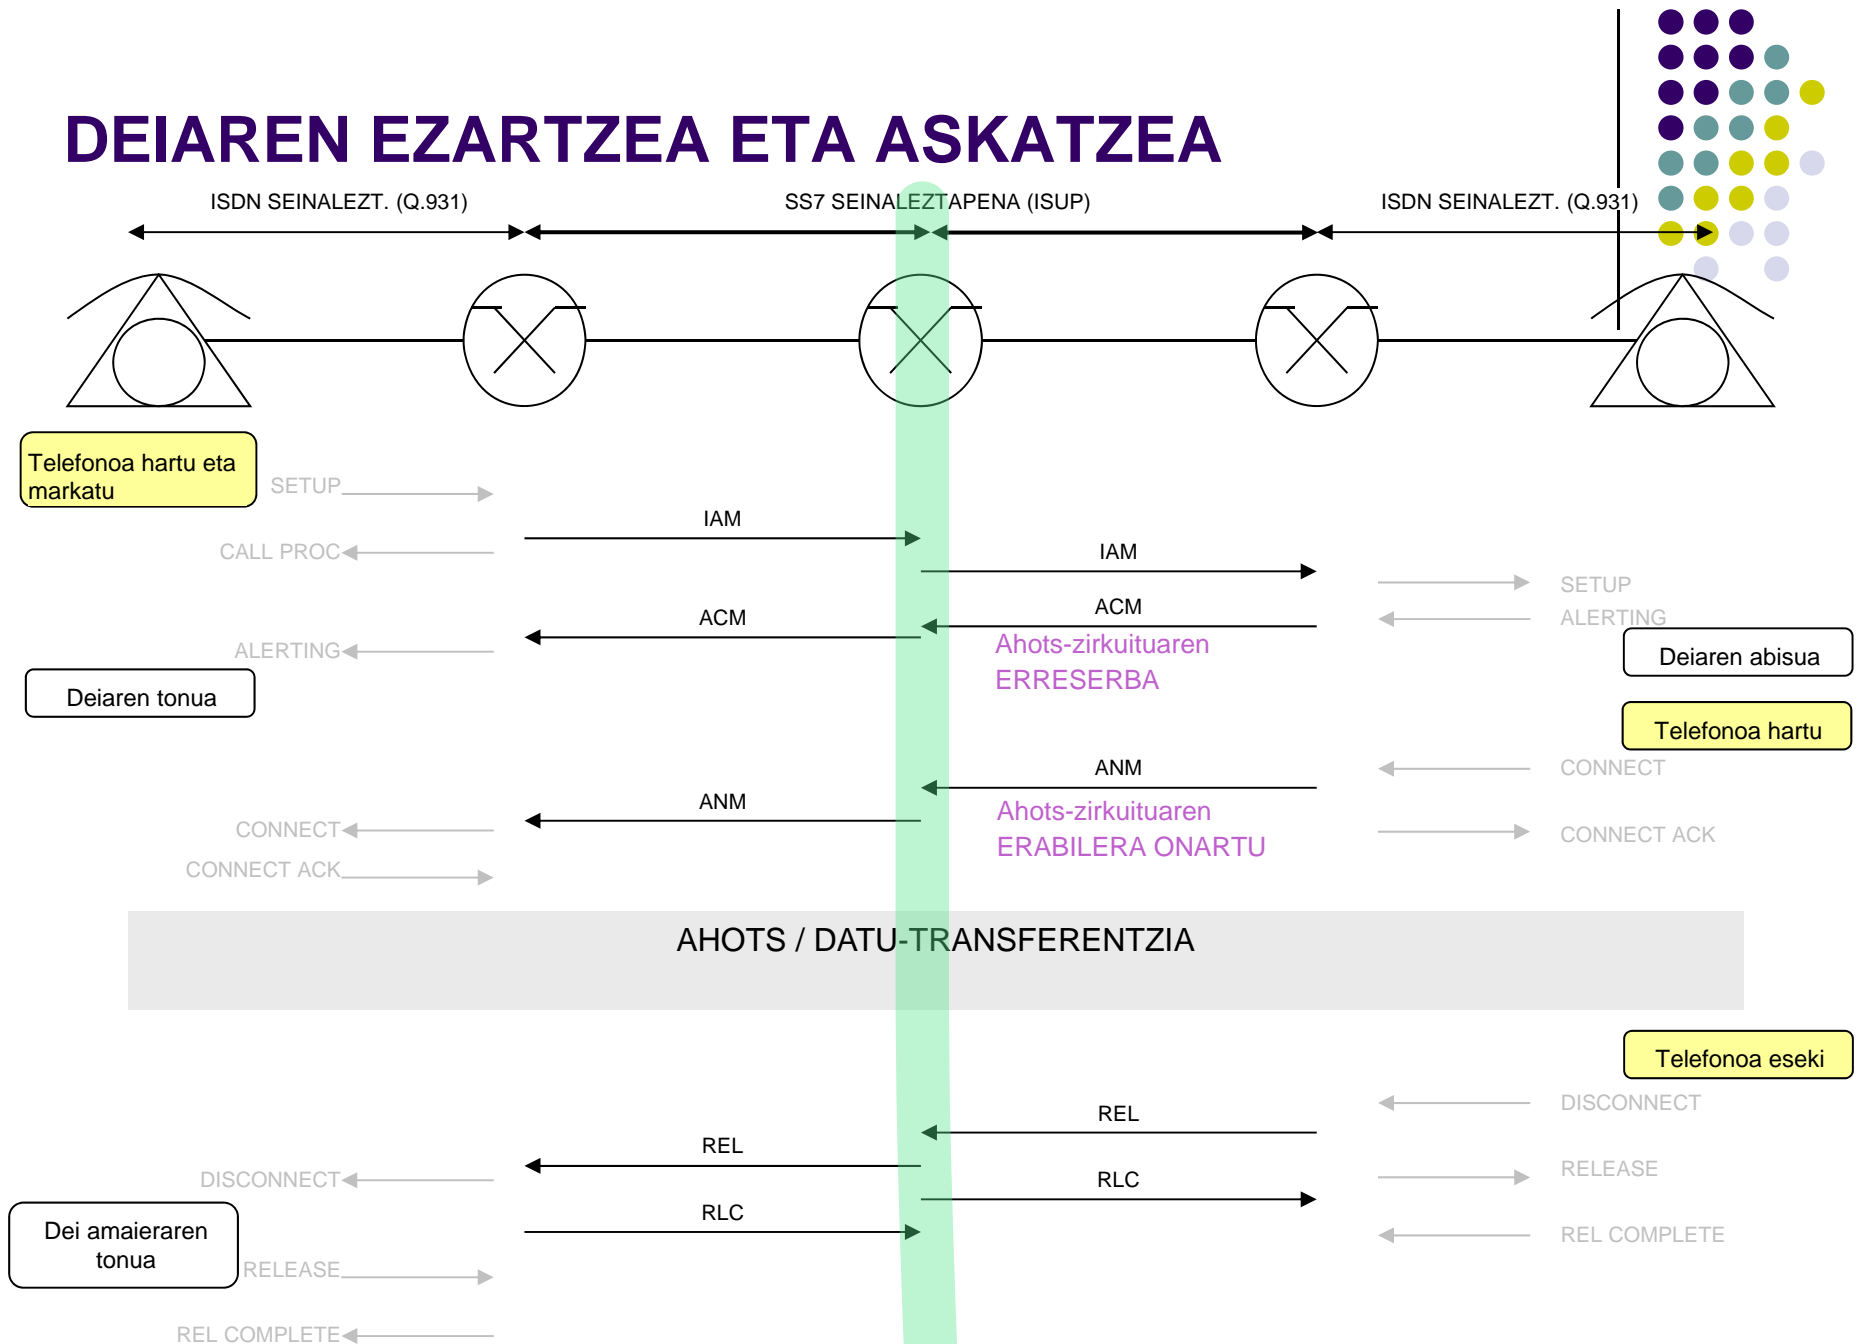 DEIAREN EZARTZEA ETA ASKATZEA
ISDN SEINALEZT. (Q.931)
SS7 SEINALEZTAPENA (ISUP)
ISDN SEINALEZT. (Q.931)
Telefonoa hartu eta
markatu
SETUP
IAM
CALL PROC
IAM
SETUP
ACM
ACM
ALERTING
ALERTING
Ahots-zirkuituaren
ERRESERBA
Deiaren abisua
Deiaren tonua
Telefonoa hartu
ANM
CONNECT
ANM
Ahots-zirkuituaren
ERABILERA ONARTU
CONNECT
CONNECT ACK
CONNECT ACK
AHOTS / DATU-TRANSFERENTZIA
Telefonoa eseki
DISCONNECT
REL
REL
DISCONNECT
RELEASE
RLC
RLC
Dei amaieraren
tonua
REL COMPLETE
RELEASE
REL COMPLETE